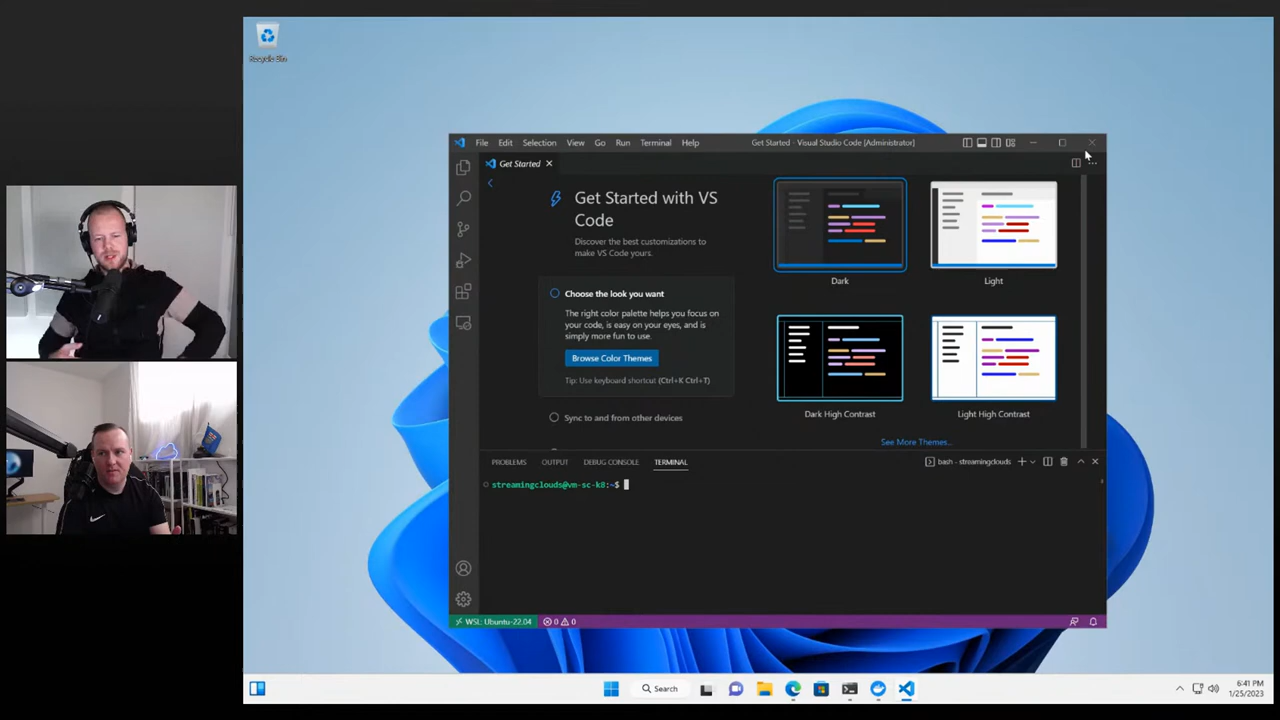 Recycle Bin
File Edit Selection View Go Run Terminal Help
Get Started - Visual Studio Code [Administrator]
Get Started
Get Started with VS
Code
Discover the best customizations to
make VS Code yours.
Choose the look you want
The right color palette helps you focus on
your code, is easy on your eyes, and is
simply more fun to use.
Browse Color Themes
Tip: Use keyboard shortcut (Ctrl+K Ctrl+T)
Sync to and from other devices
Dark
Light
Dark High Contrast
Light High Contrast
See More Themes...
PROBLEMS OUTPUT DEBUG CONSOLE TERMINAL
bash - streamingclouds
streamingclouds@vm-sc-k8:~$
WSL: Ubuntu-22.04 0 0
Search
6:41 PM
1/25/2023